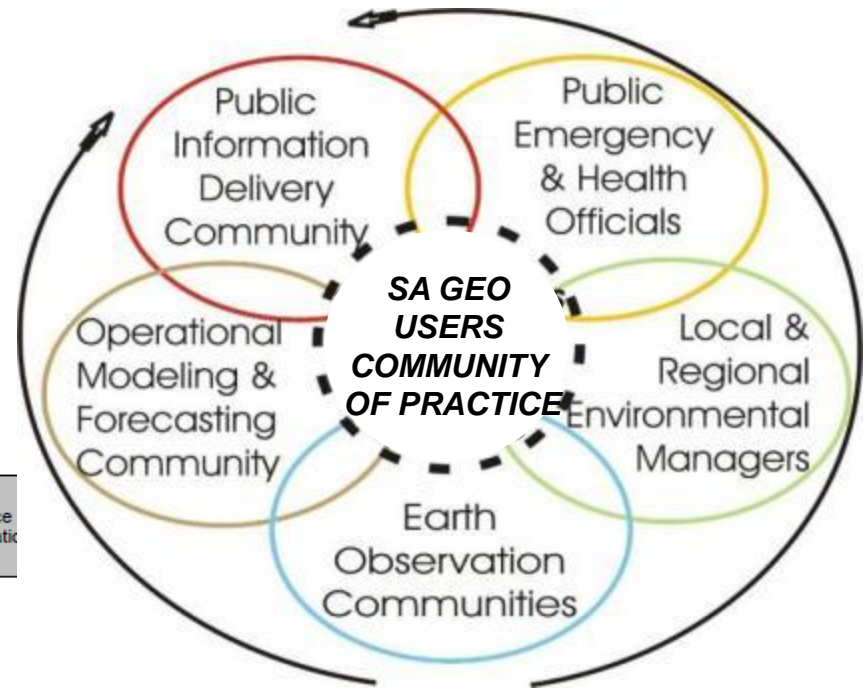 Public
Information
Delivery
Community
Public
Emergency
& Health
Officials
SA GEO
USERS
COMMUNITY
OF PRACTICE
Operational
Modeling &
Forecasting
Community
Local &
Regional
Environmental
Managers
Earth
Observation
Communities